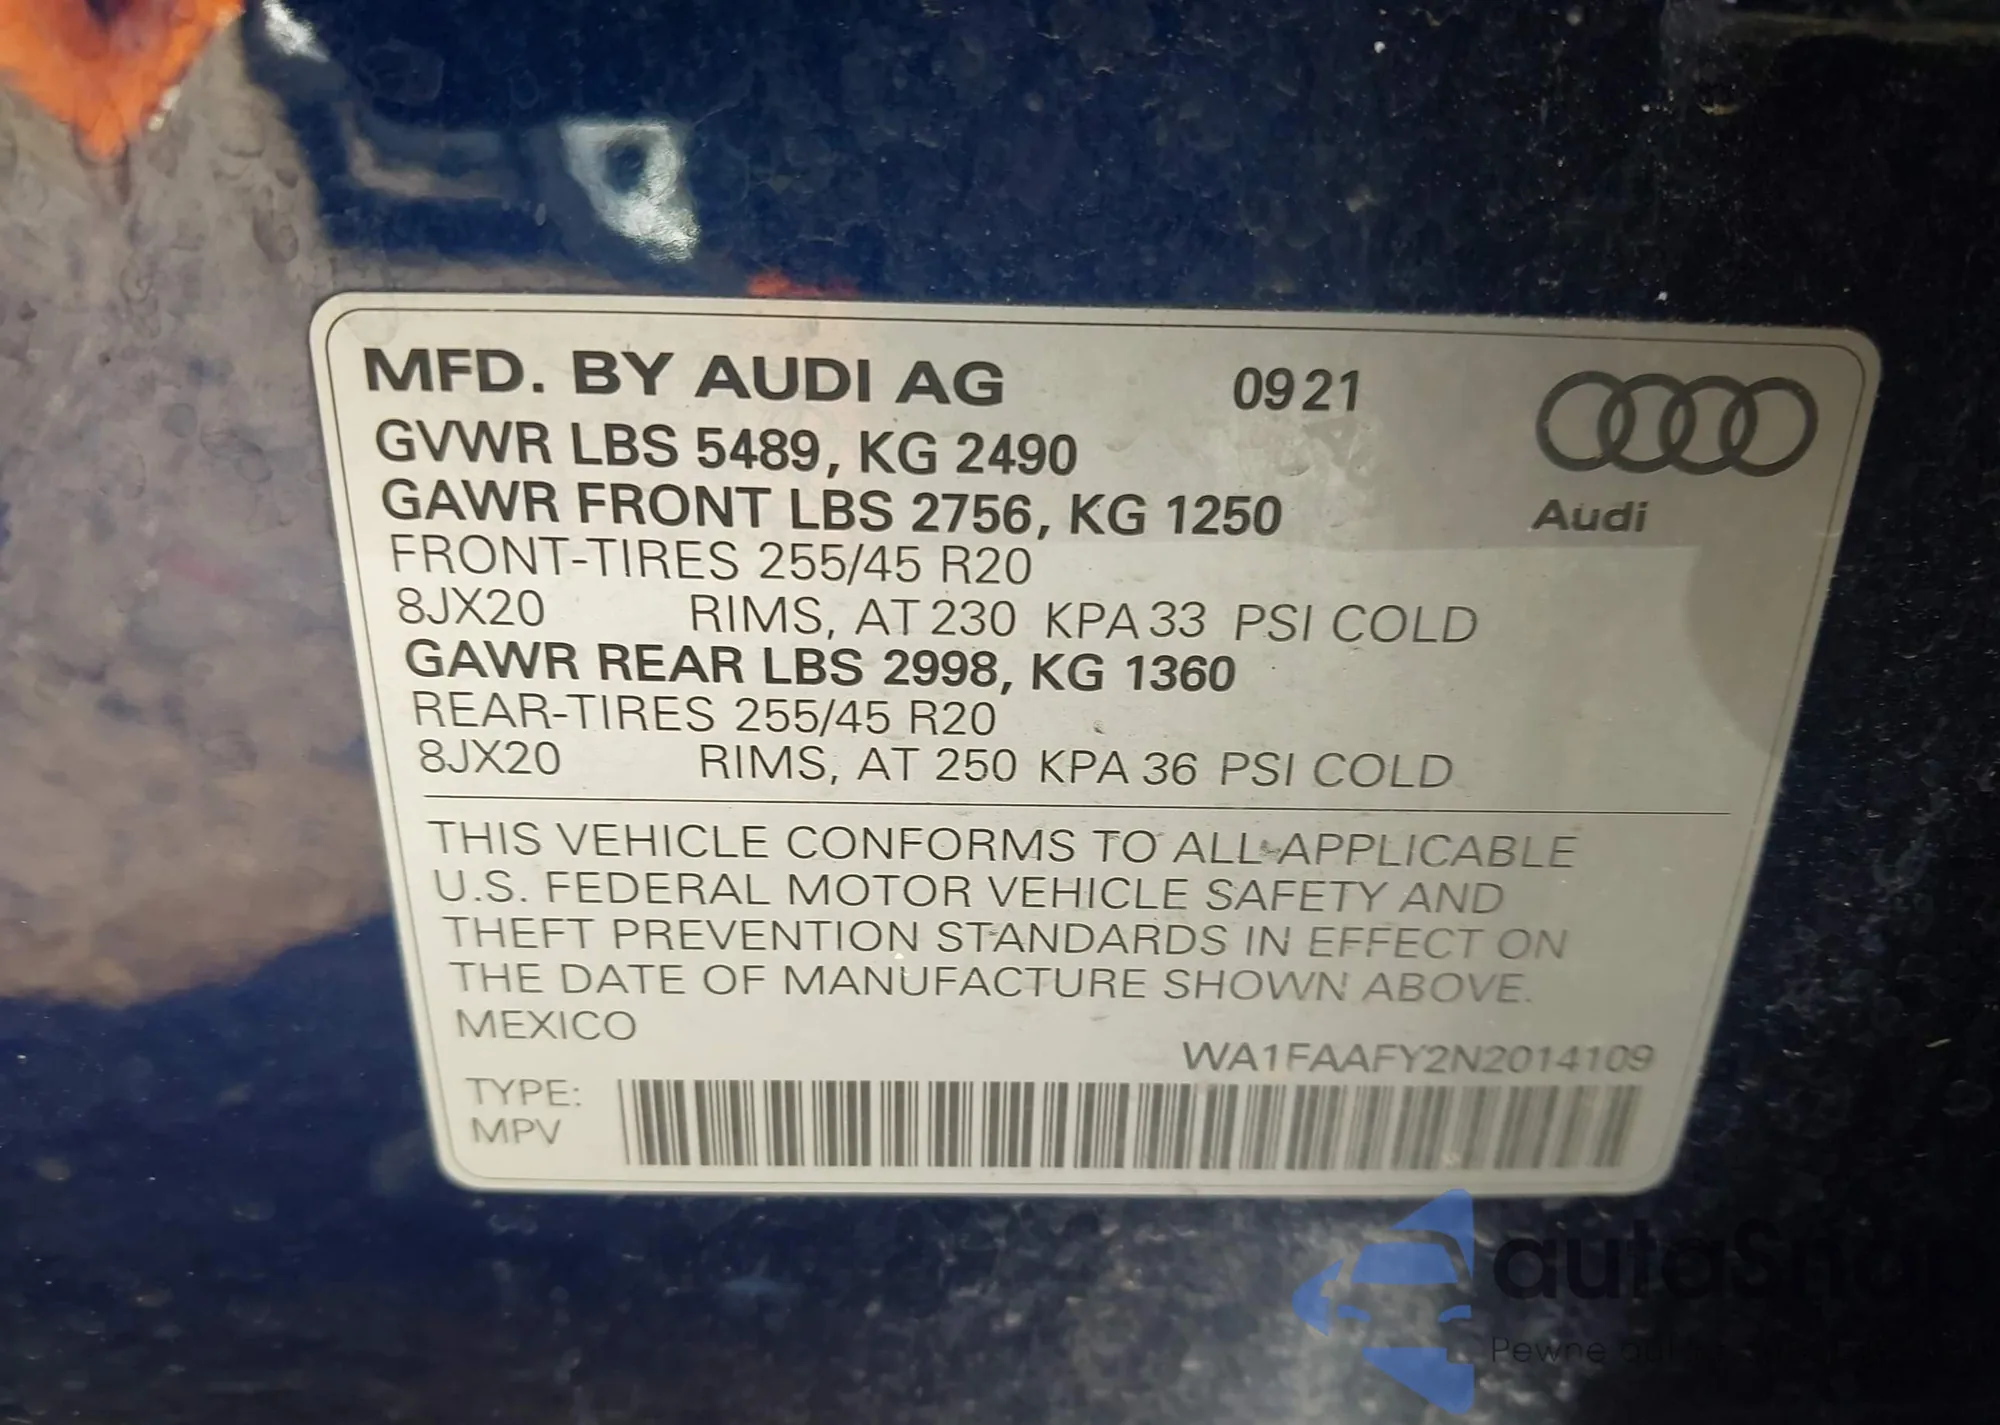 MFD. BY AUDI AG 09 21
GVWR LBS 5489, KG 2490
GAWR FRONT LBS 2756, KG 1250
Audi
FRONT-TIRES 255/45 R20
8JX20 RIMS, AT 230 KPA 33 PSI COLD
GAWR REAR LBS 2998, KG 1360
REAR-TIRES 255/45 R20
8JX20 RIMS, AT 250 KPA 36 PSI COLD
THIS VEHICLE CONFORMS TO ALL APPLICABLE
U.S. FEDERAL MOTOR VEHICLE SAFETY AND
THEFT PREVENTION STANDARDS IN EFFECT ON
THE DATE OF MANUFACTURE SHOWN ABOVE.
MEXICO
WA1FAAFY2N2014109
TYPE:
MPV
Pewne